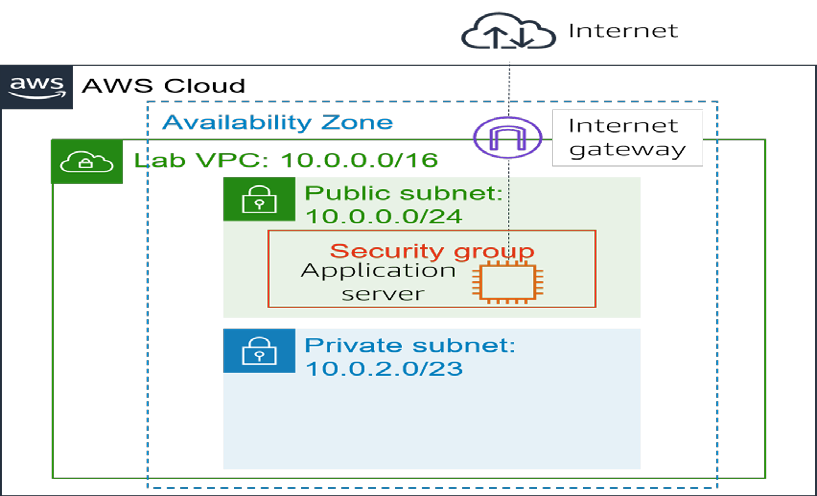 Internet
aws
AWS Cloud
Availability Zone
Internet
gateway
Lab VPC: 10.0.0.0/16
Public subnet:
10.0.0.0/24
Security group
Application
server
Private subnet:
10.0.2.0/23